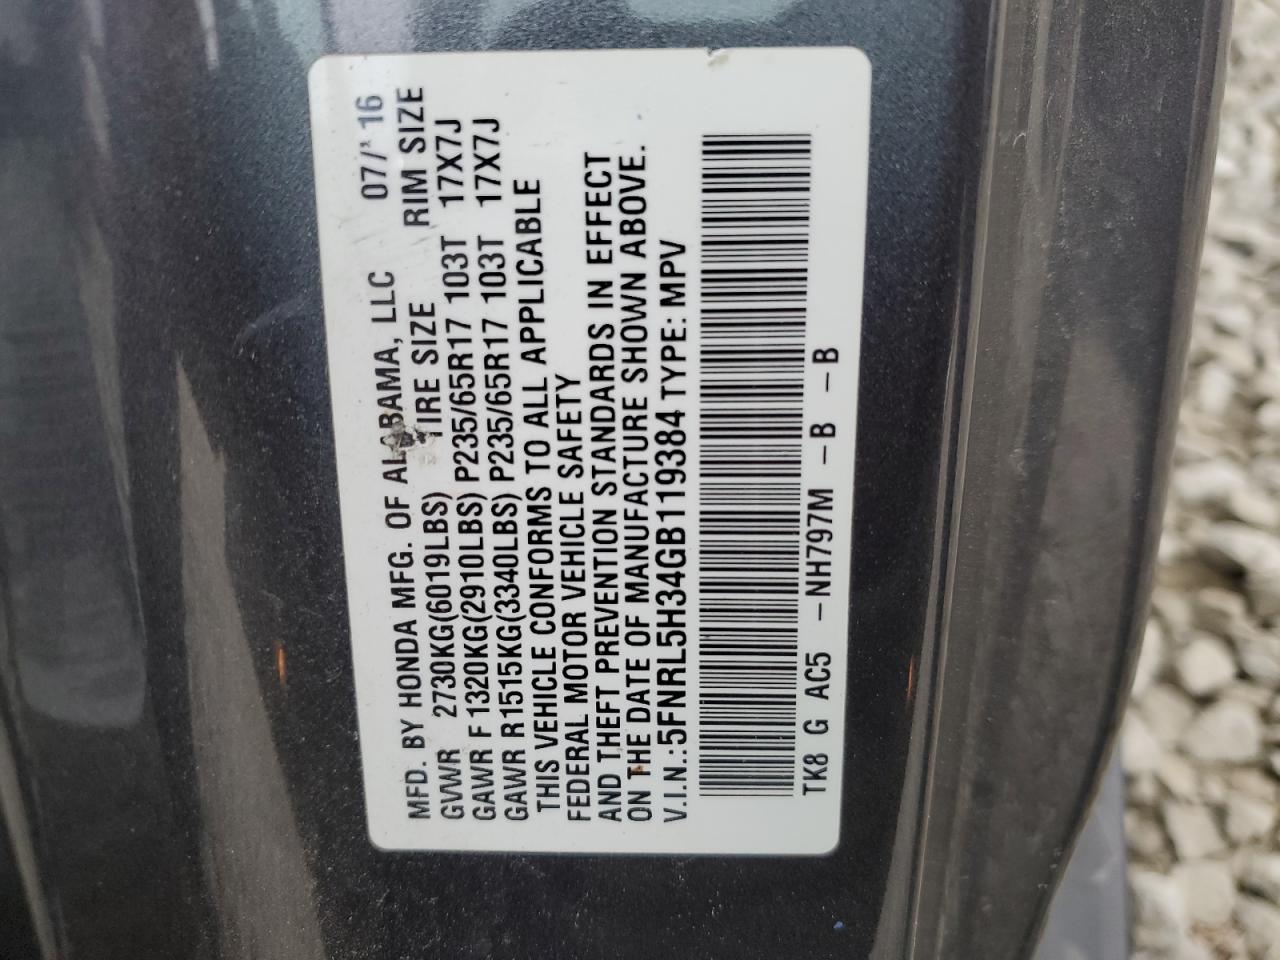 MFD. BY HONDA MFG. OF ALABAMA, LLC 07/16
TIRE SIZE RIM SIZE
GVWR 2730KG(6019LBS)
GAWR F 1320KG(2910LBS) P235/65R17 103T 17X7J
GAWR R 1515KG(3340LBS) P235/65R17 103T 17X7J
THIS VEHICLE CONFORMS TO ALL APPLICABLE
FEDERAL MOTOR VEHICLE SAFETY
AND THEFT PREVENTION STANDARDS IN EFFECT
ON THE DATE OF MANUFACTURE SHOWN ABOVE.
V.I.N.: 5FNRL5H34GB119384 TYPE: MPV
TK8 G AC5 -NH797M -B -B